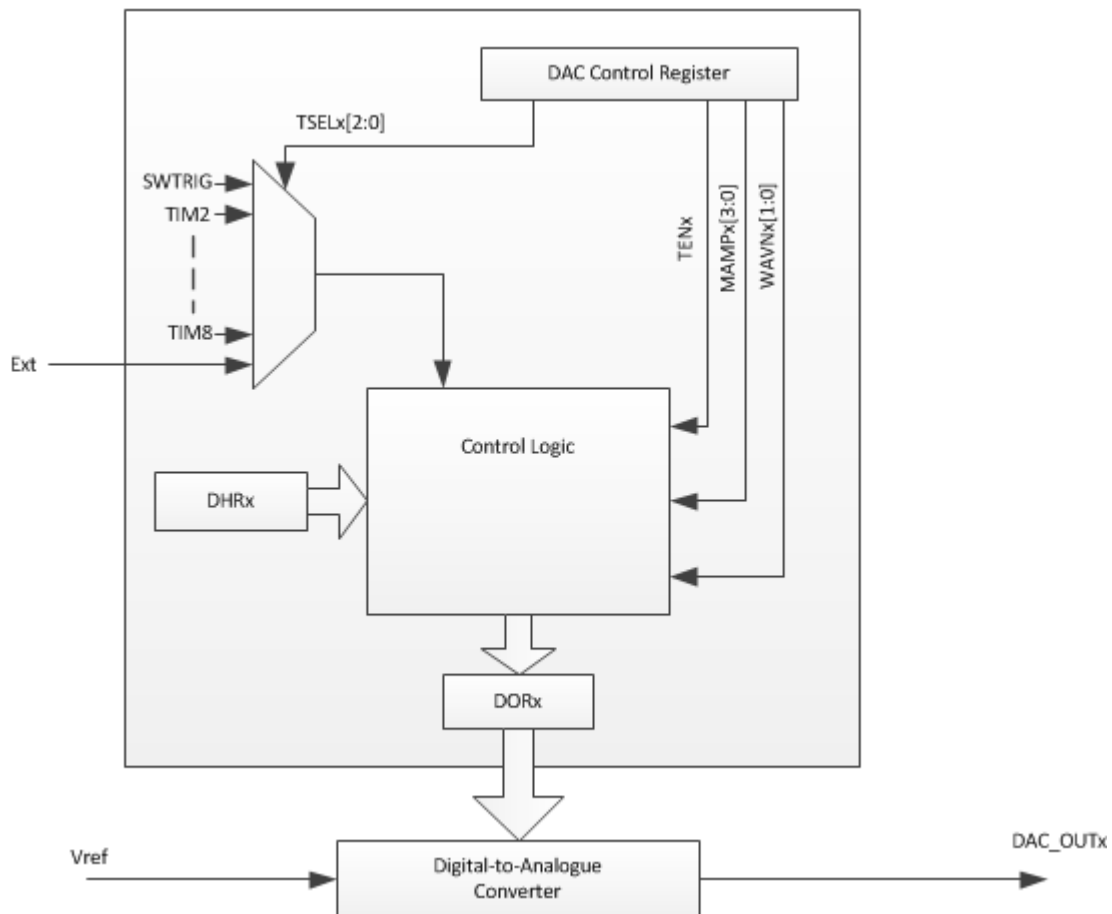 DAC Control Register
TSELx[2:0]
SWTRIG
TIM2
TIM8
Ext
TENx
MAMPx[3:0]
WAVNx[1:0]
Control Logic
DHRx
DORx
Vref
Digital-to-Analogue
Converter
DAC_OUTx